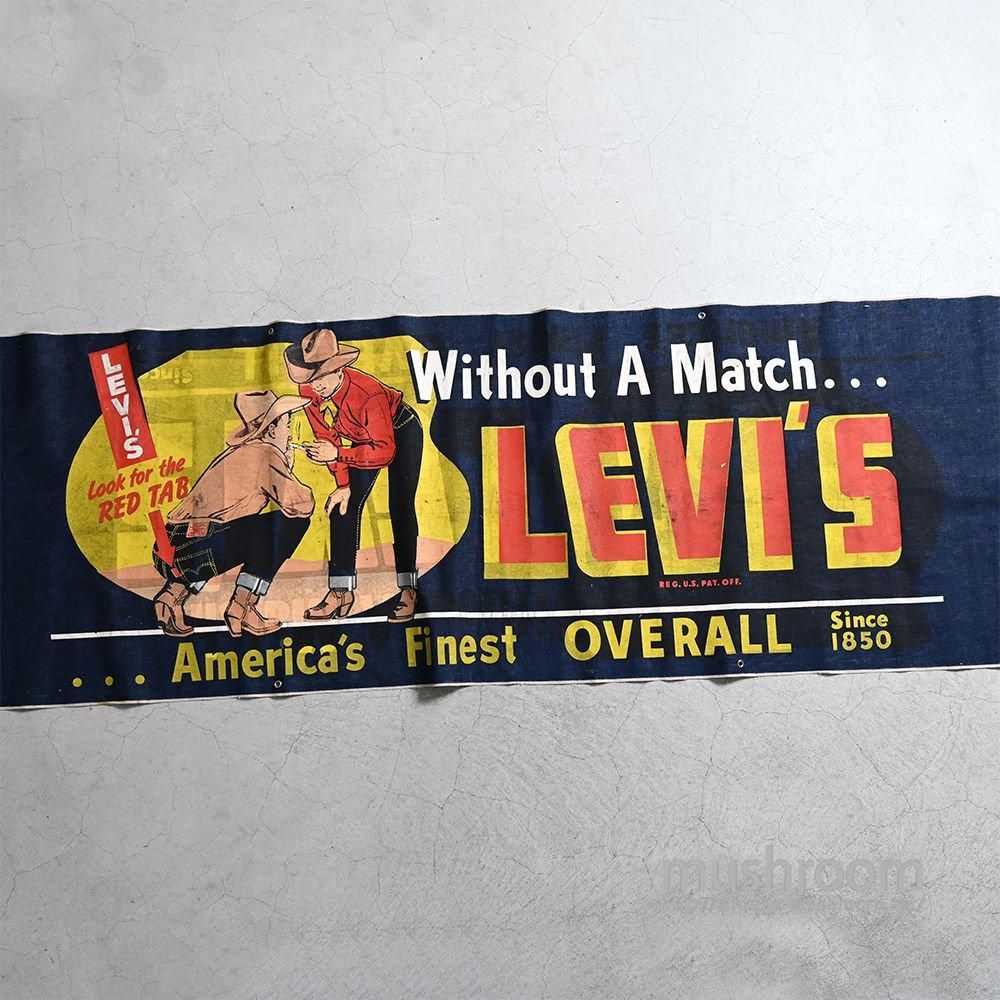 LEVI'S
Look for the
RED TAB
Without A Match...
LEVI'S
REG. U.S. PAT. OFF.
...America's Finest OVERALL
Since
1850
mushroom